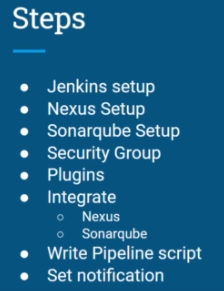 Steps
● Jenkins setup
● Nexus Setup
● Sonarqube Setup
● Security Group
● Plugins
● Integrate
○ Nexus
○ Sonarqube
● Write Pipeline script
● Set notification